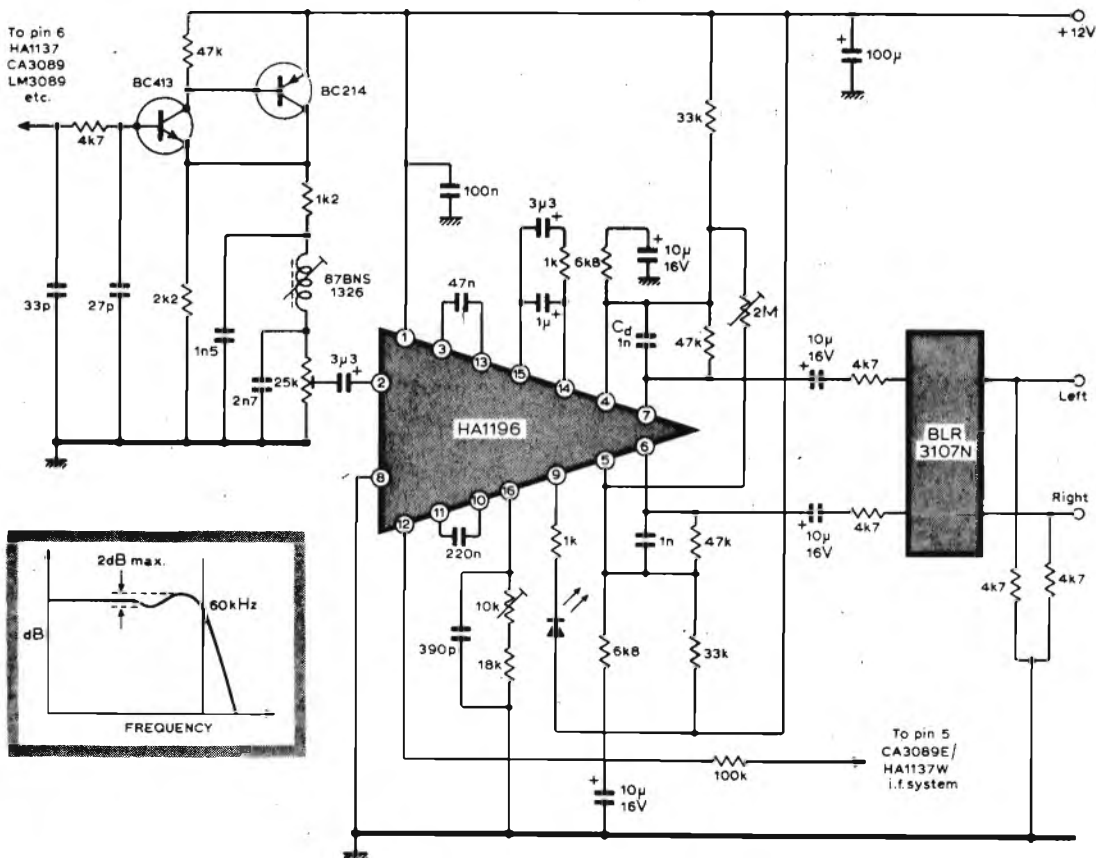 To pin 6
HA1137
CA3089
LM3089
etc.
47k
BC413
BC214
4k7
33p
27p
2k2
1k2
1n5
87BNS
1326
2n7
25k
3µ3
+
100n
+
100µ
+12V
33k
3µ3
+
1k
1µ
+
6k8
+
10µ
16V
47n
Cd
1n
47k
2M
1
3
13
15
14
4
7
2
HA1196
8
12
11
10
16
9
5
6
10µ
16V
+
4k7
BLR
3107N
Left
Right
+
10µ
16V
4k7
4k7
4k7
220n
390p
10k
18k
1k
1n
47k
6k8
33k
+
10µ
16V
100k
To pin 5
CA3089E/
HA1137W
i.f. system
2dB max.
60kHz
dB
FREQUENCY